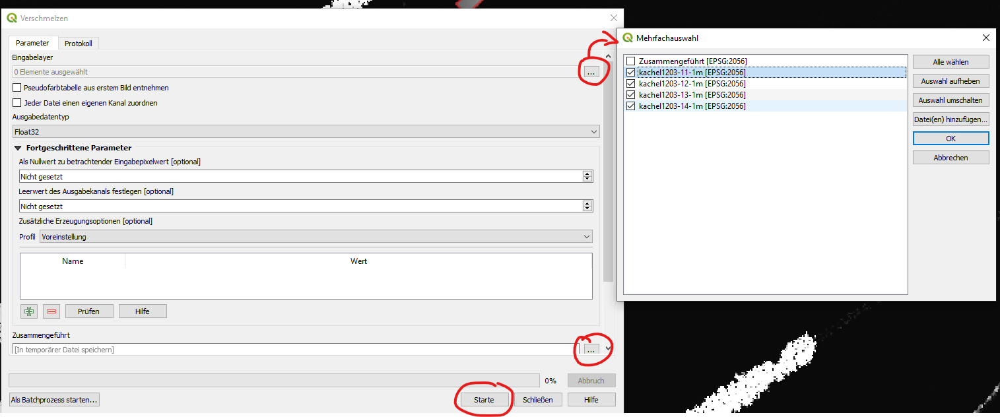 Verschmelzen
Parameter
Protokoll
Eingabelayer
0 Elemente ausgewählt
...
Pseudofarbtabelle aus erstem Bild entnehmen
Jeder Datei einen eigenen Kanal zuordnen
Ausgabedatentyp
Float32
Fortgeschrittene Parameter
Als Nullwert zu betrachtender Eingabepixelwert [optional]
Nicht gesetzt
Leerwert des Ausgabekanals festlegen [optional]
Nicht gesetzt
Zusätzliche Erzeugungsoptionen [optional]
Profil Voreinstellung
Name Wert
Prüfen Hilfe
Zusammengeführt
[In temporärer Datei speichern]
...
0% Abbruch
Als Batchprozess starten... Starte Schließen Hilfe
Mehrfachauswahl
Zusammengeführt [EPSG:2056]
kachel1203-11-1m [EPSG:2056]
kachel1203-12-1m [EPSG:2056]
kachel1203-13-1m [EPSG:2056]
kachel1203-14-1m [EPSG:2056]
Alle wählen
Auswahl aufheben
Auswahl umschalten
Datei(en) hinzufügen...
OK
Abbrechen